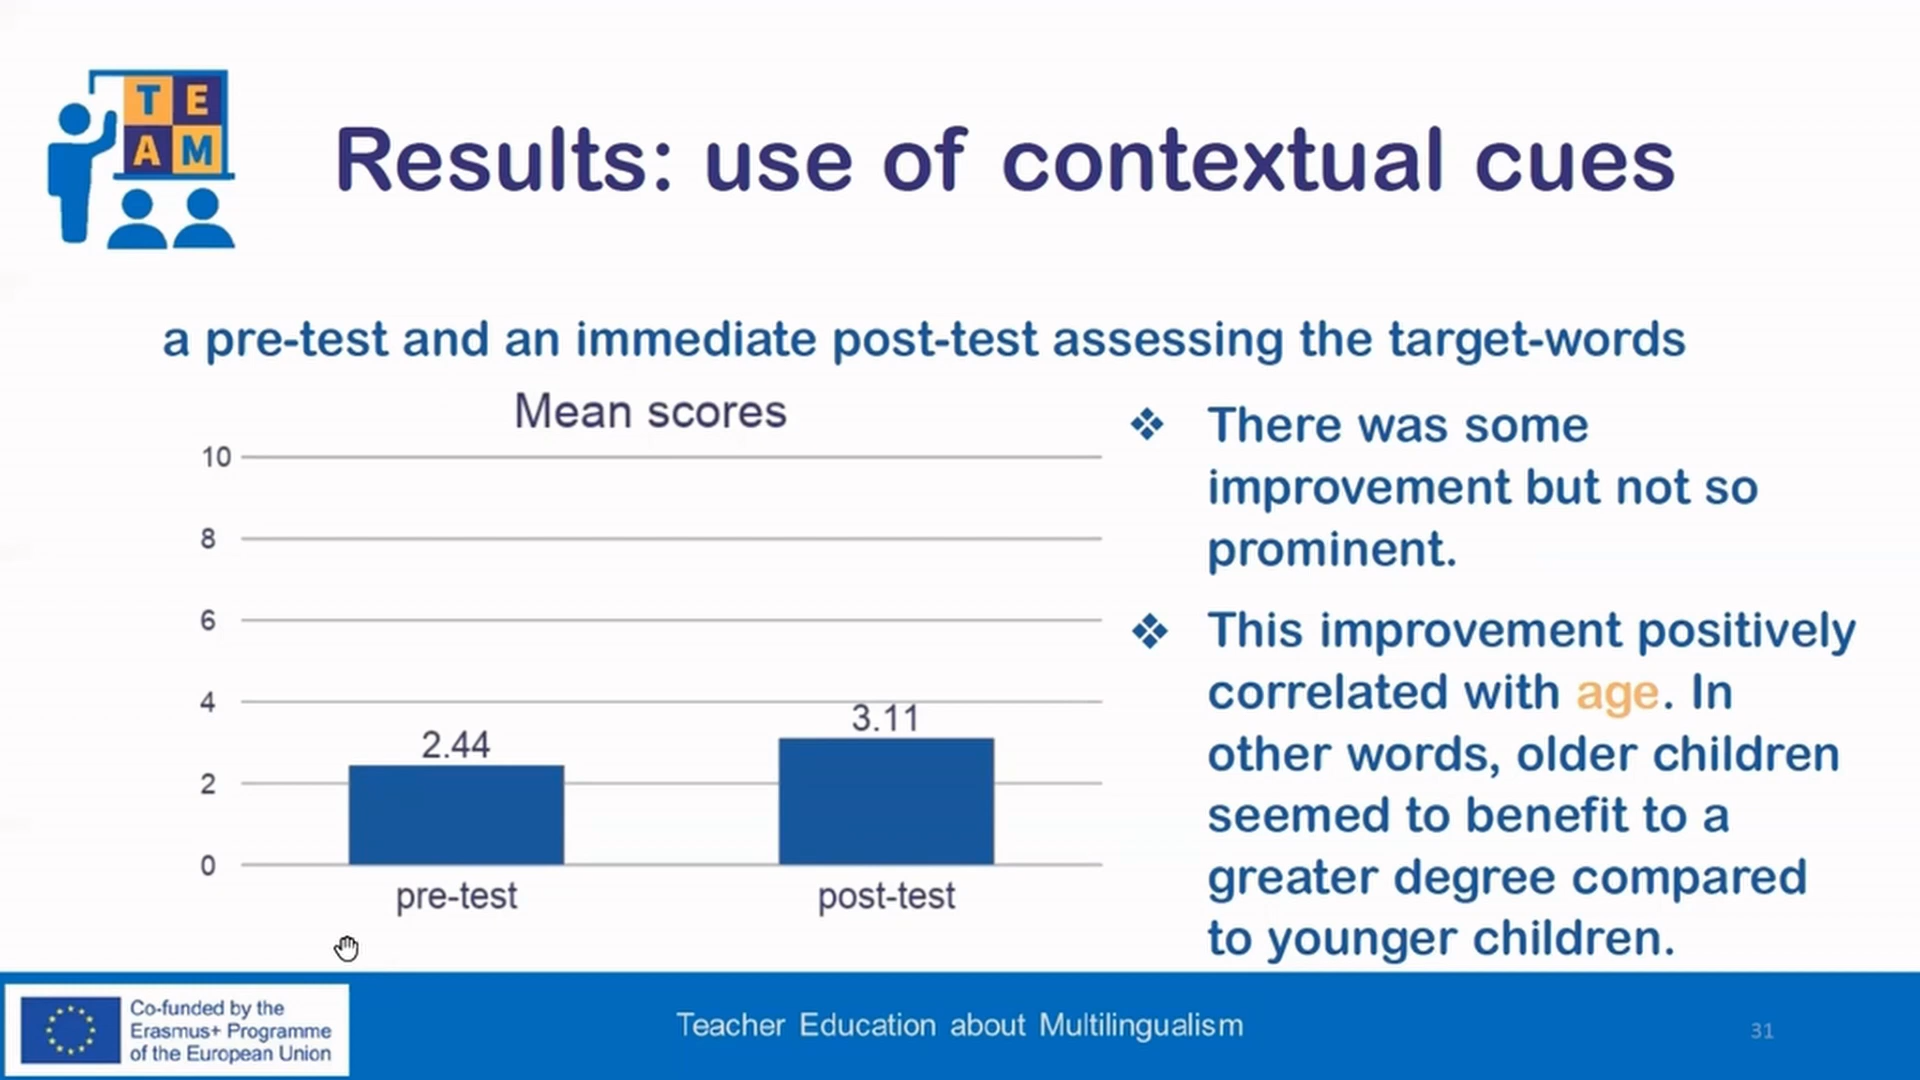 T E
A M
Results: use of contextual cues
a pre-test and an immediate post-test assessing the target-words
Mean scores
10
8
6
4
2
0
2.44
3.11
pre-test
post-test
❖ There was some
improvement but not so
prominent.
❖ This improvement positively
correlated with age. In
other words, older children
seemed to benefit to a
greater degree compared
to younger children.
Co-funded by the
Erasmus+ Programme
of the European Union
Teacher Education about Multilingualism
31